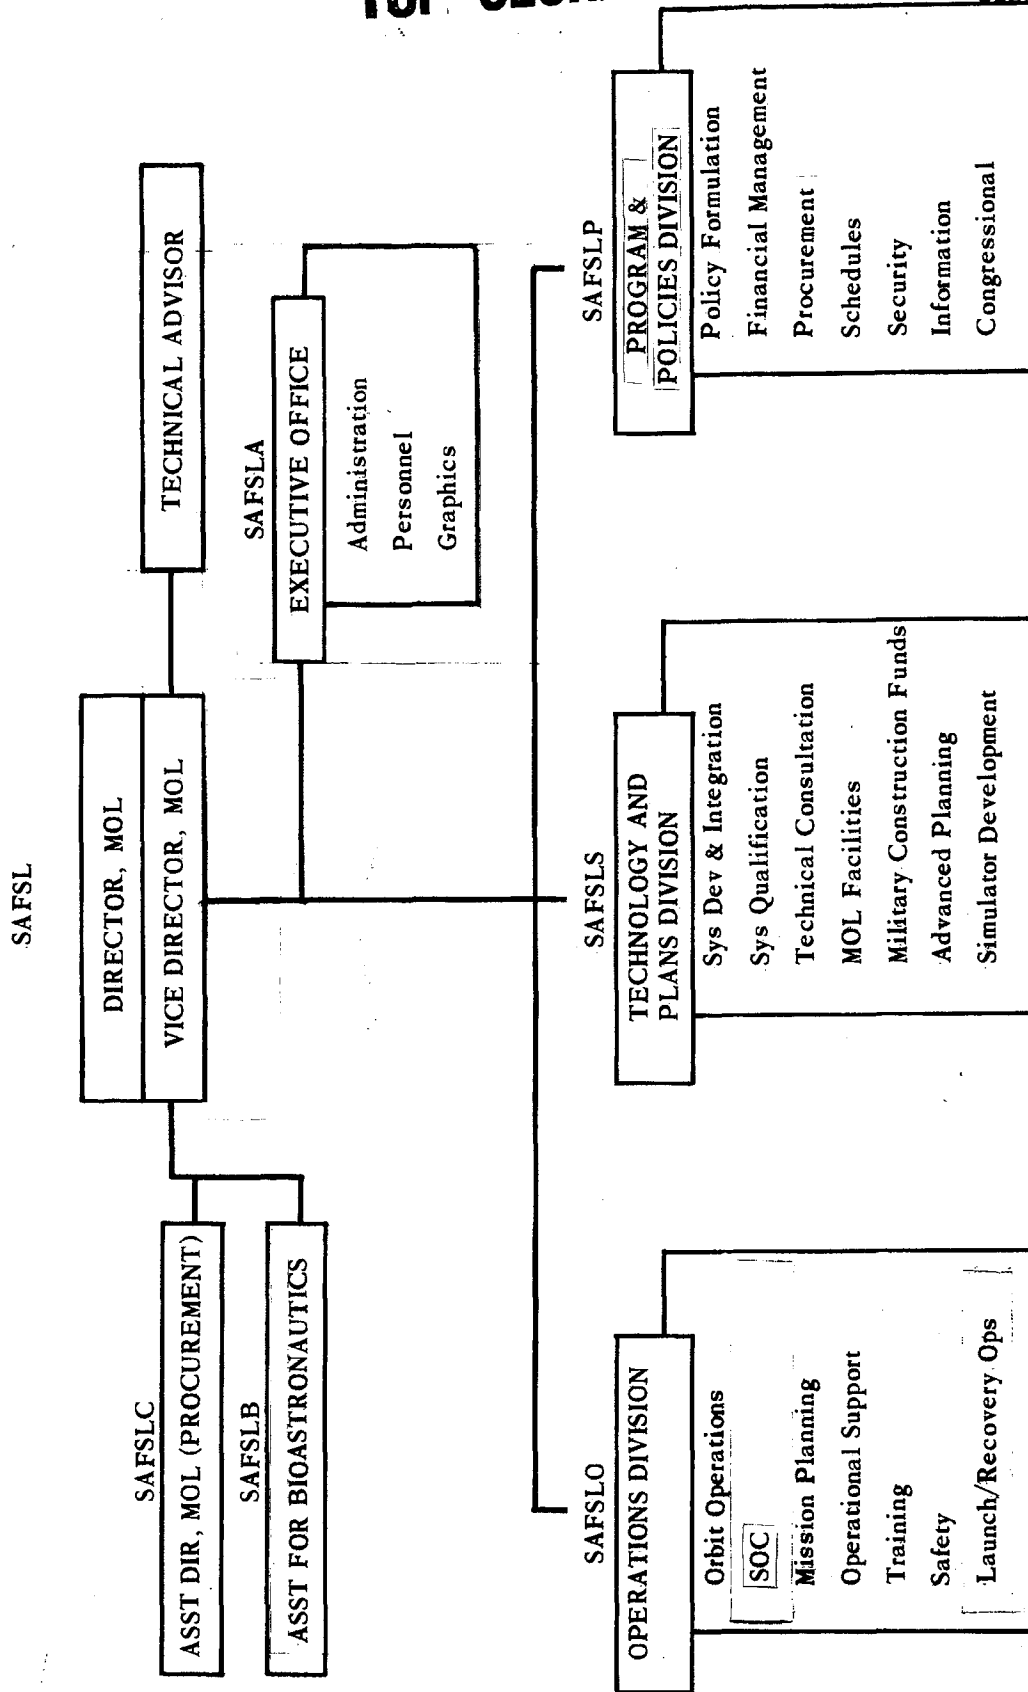 SAFSL
DIRECTOR, MOL
VICE DIRECTOR, MOL
TECHNICAL ADVISOR
SAFSLC
ASST DIR, MOL (PROCUREMENT)
SAFSLB
ASST FOR BIOASTRONAUTICS
SAFSLA
EXECUTIVE OFFICE
Administration
Personnel
Graphics
SAFSLO
OPERATIONS DIVISION
Orbit Operations
SOC
Mission Planning
Operational Support
Training
Safety
Launch/Recovery Ops
SAFSLS
TECHNOLOGY AND
PLANS DIVISION
Sys Dev & Integration
Sys Qualification
Technical Consultation
MOL Facilities
Military Construction Funds
Advanced Planning
Simulator Development
SAFSLP
PROGRAM &
POLICIES DIVISION
Policy Formulation
Financial Management
Procurement
Schedules
Security
Information
Congressional